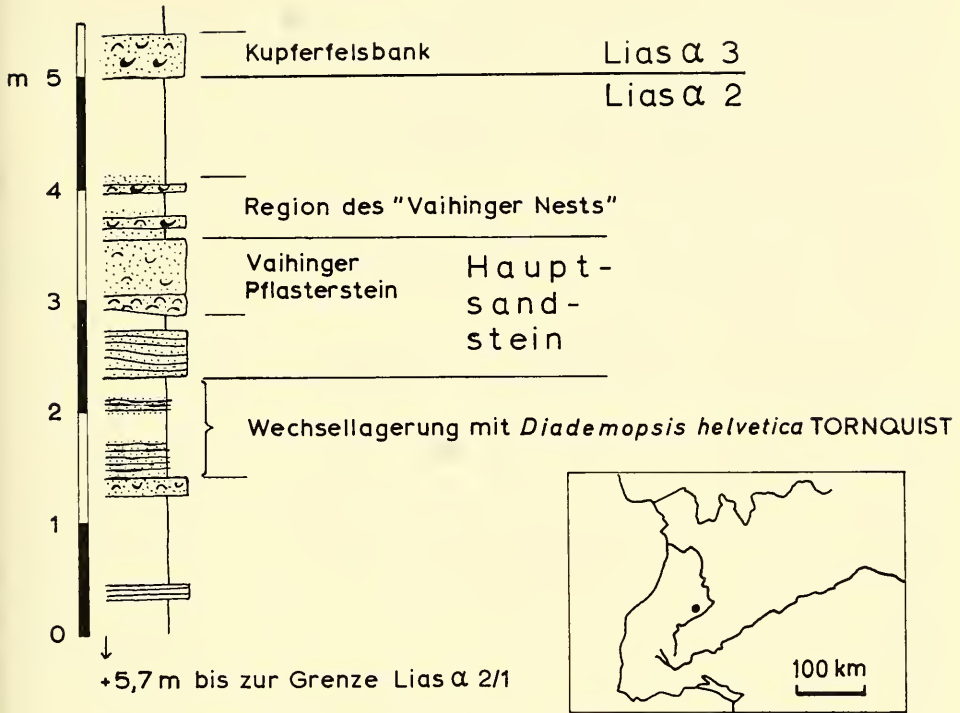 Kupferfelsbank
Lias α 3
m 5
Lias α 2
4
Region des "Vaihinger Nests"
Vaihinger
Pflasterstein
Haupt-
sand-
stein
3
2
Wechsellagerung mit Diademopsis helvetica TORNQUIST
1
0
+5,7 m bis zur Grenze Lias α 2/1
100 km